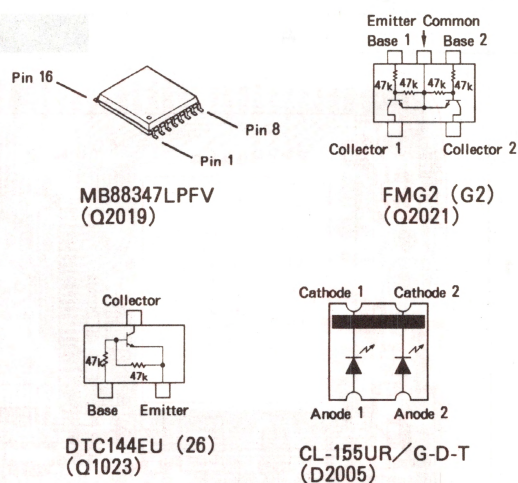 Pin 16
Pin 8
Pin 1
MB88347LPFV
(Q2019)
Emitter Common
Base 1 Base 2
47k 47k 47k 47k
Collector 1 Collector 2
FMG2 (G2)
(Q2021)
Collector
47k
47k
Base Emitter
DTC144EU (26)
(Q1023)
Cathode 1 Cathode 2
Anode 1 Anode 2
CL-155UR/G-D-T
(D2005)